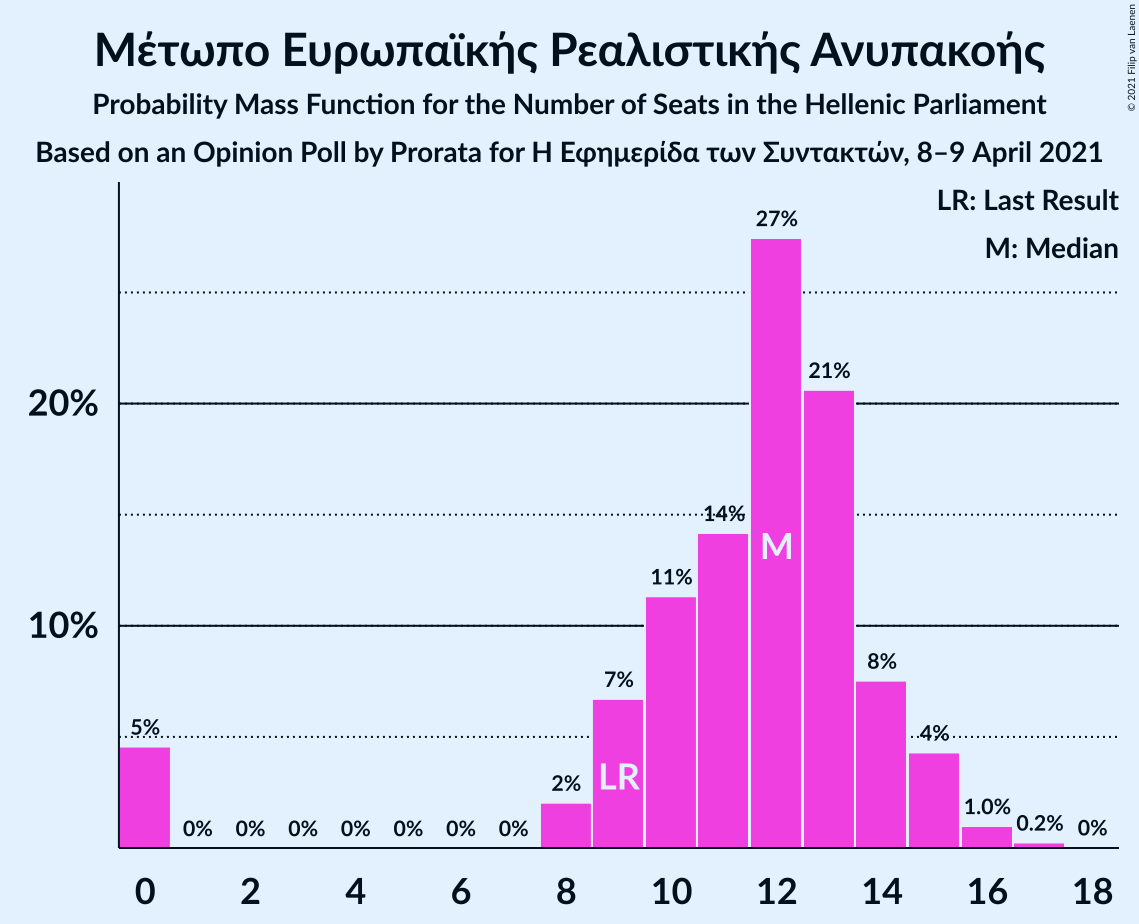 Μέτωπο Ευρωπαϊκής Ρεαλιστικής Ανυπακοής
Probability Mass Function for the Number of Seats in the Hellenic Parliament
Based on an Opinion Poll by Prorata for Η Εφημερίδα των Συντακτών, 8–9 April 2021
© 2021 Filip van Laenen
LR: Last Result
M: Median
27%
21%
20%
14%
M
11%
10%
8%
7%
5%
4%
LR
2%
1.0%
0.2%
0% 0% 0% 0% 0% 0% 0% 0%
0 2 4 6 8 10 12 14 16 18